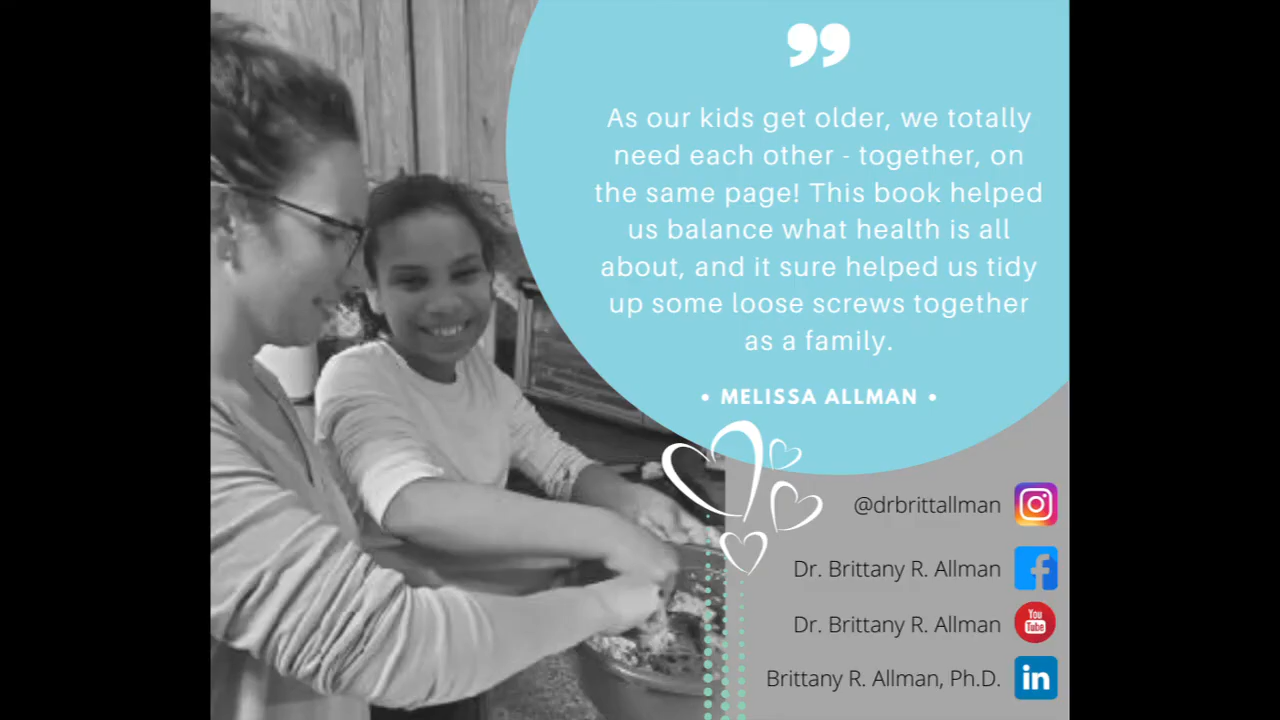 ”
As our kids get older, we totally
need each other - together, on
the same page! This book helped
us balance what health is all
about, and it sure helped us tidy
up some loose screws together
as a family.
• MELISSA ALLMAN •
@drbrittallman
Dr. Brittany R. Allman
Dr. Brittany R. Allman
You
Tube
Brittany R. Allman, Ph.D.
in